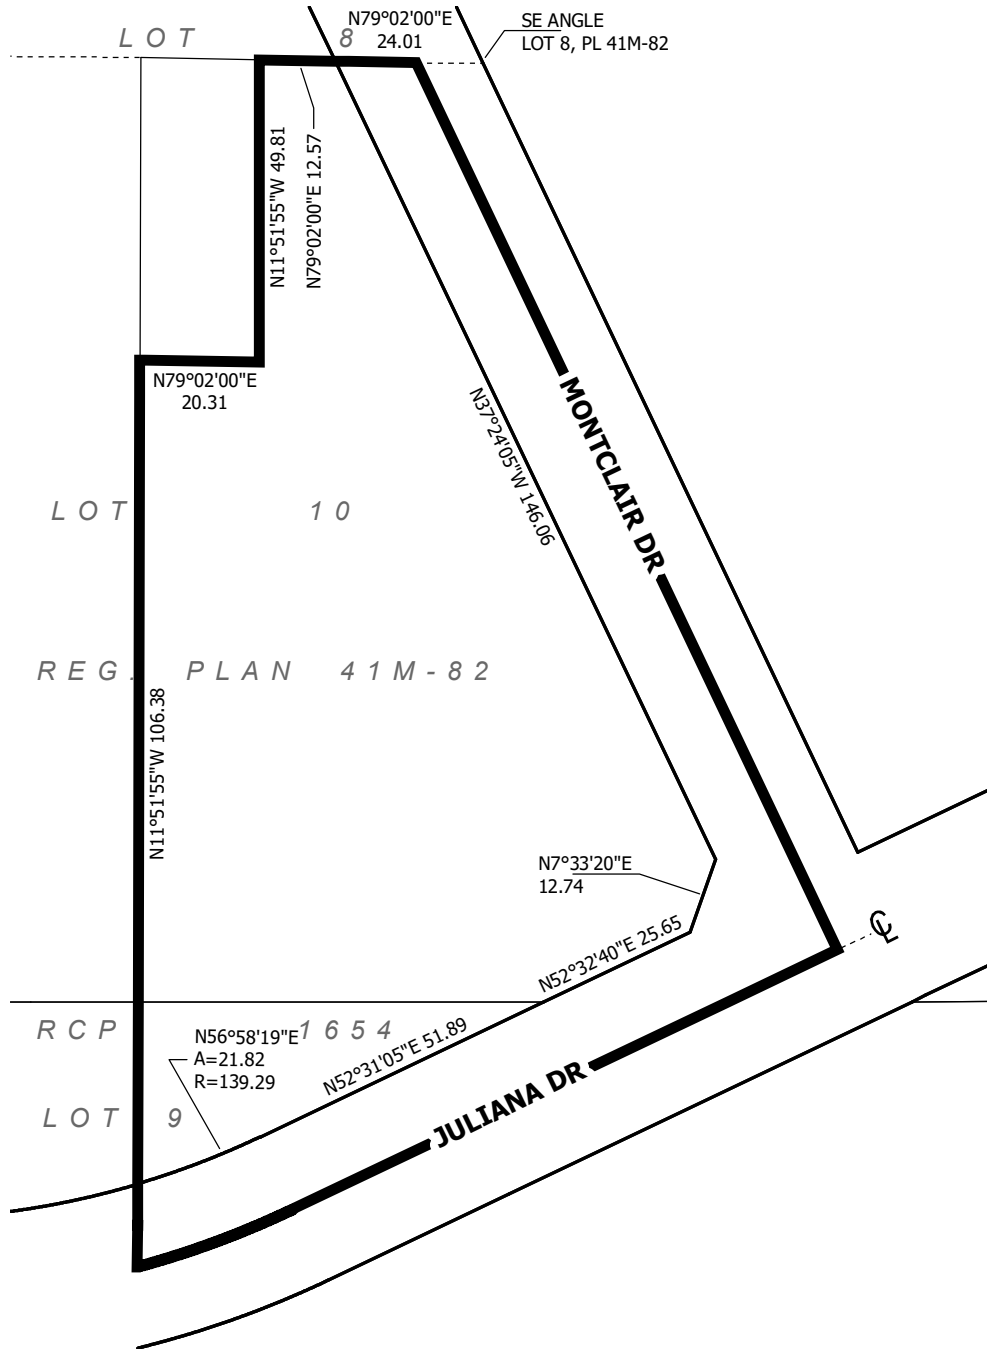 N79°02'00"E
24.01
SE ANGLE
LOT 8, PL 41M-82
LOT 8
N11°51'55"W 49.81
N79°02'00"E 12.57
N79°02'00"E
20.31
N37°24'05"W 146.06
MONTCLAIR DR
LOT 10
REG. PLAN 41M-82
N11°51'55"W 106.38
N7°33'20"E
12.74
N52°32'40"E 25.65
CL
RCP 1654
N56°58'19"E
A=21.82
R=139.29
N52°31'05"E 51.89
LOT 9
JULIANA DR